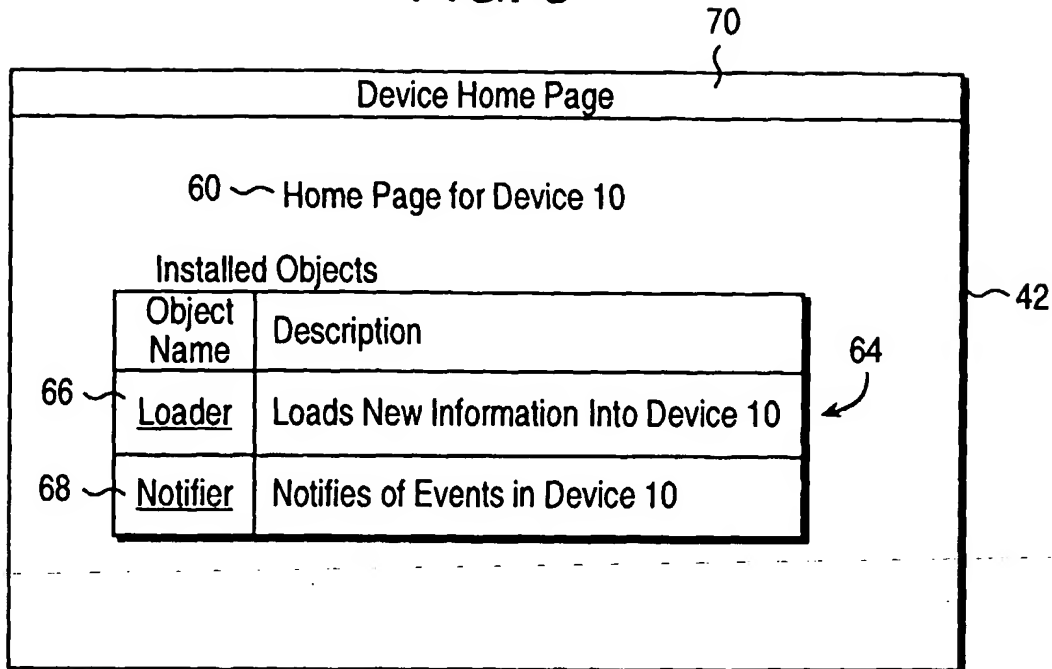 70
Device Home Page
60 Home Page for Device 10
Installed Objects
Object Name Description
42
64
66 Loader Loads New Information Into Device 10
68 Notifier Notifies of Events in Device 10